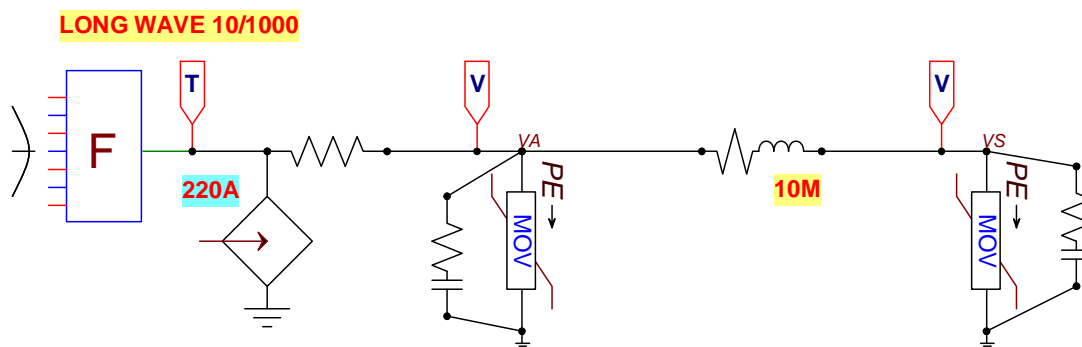 LONG WAVE 10/1000
F
T
220A
V
VA
PE
MOV
10M
V
VS
PE
MOV